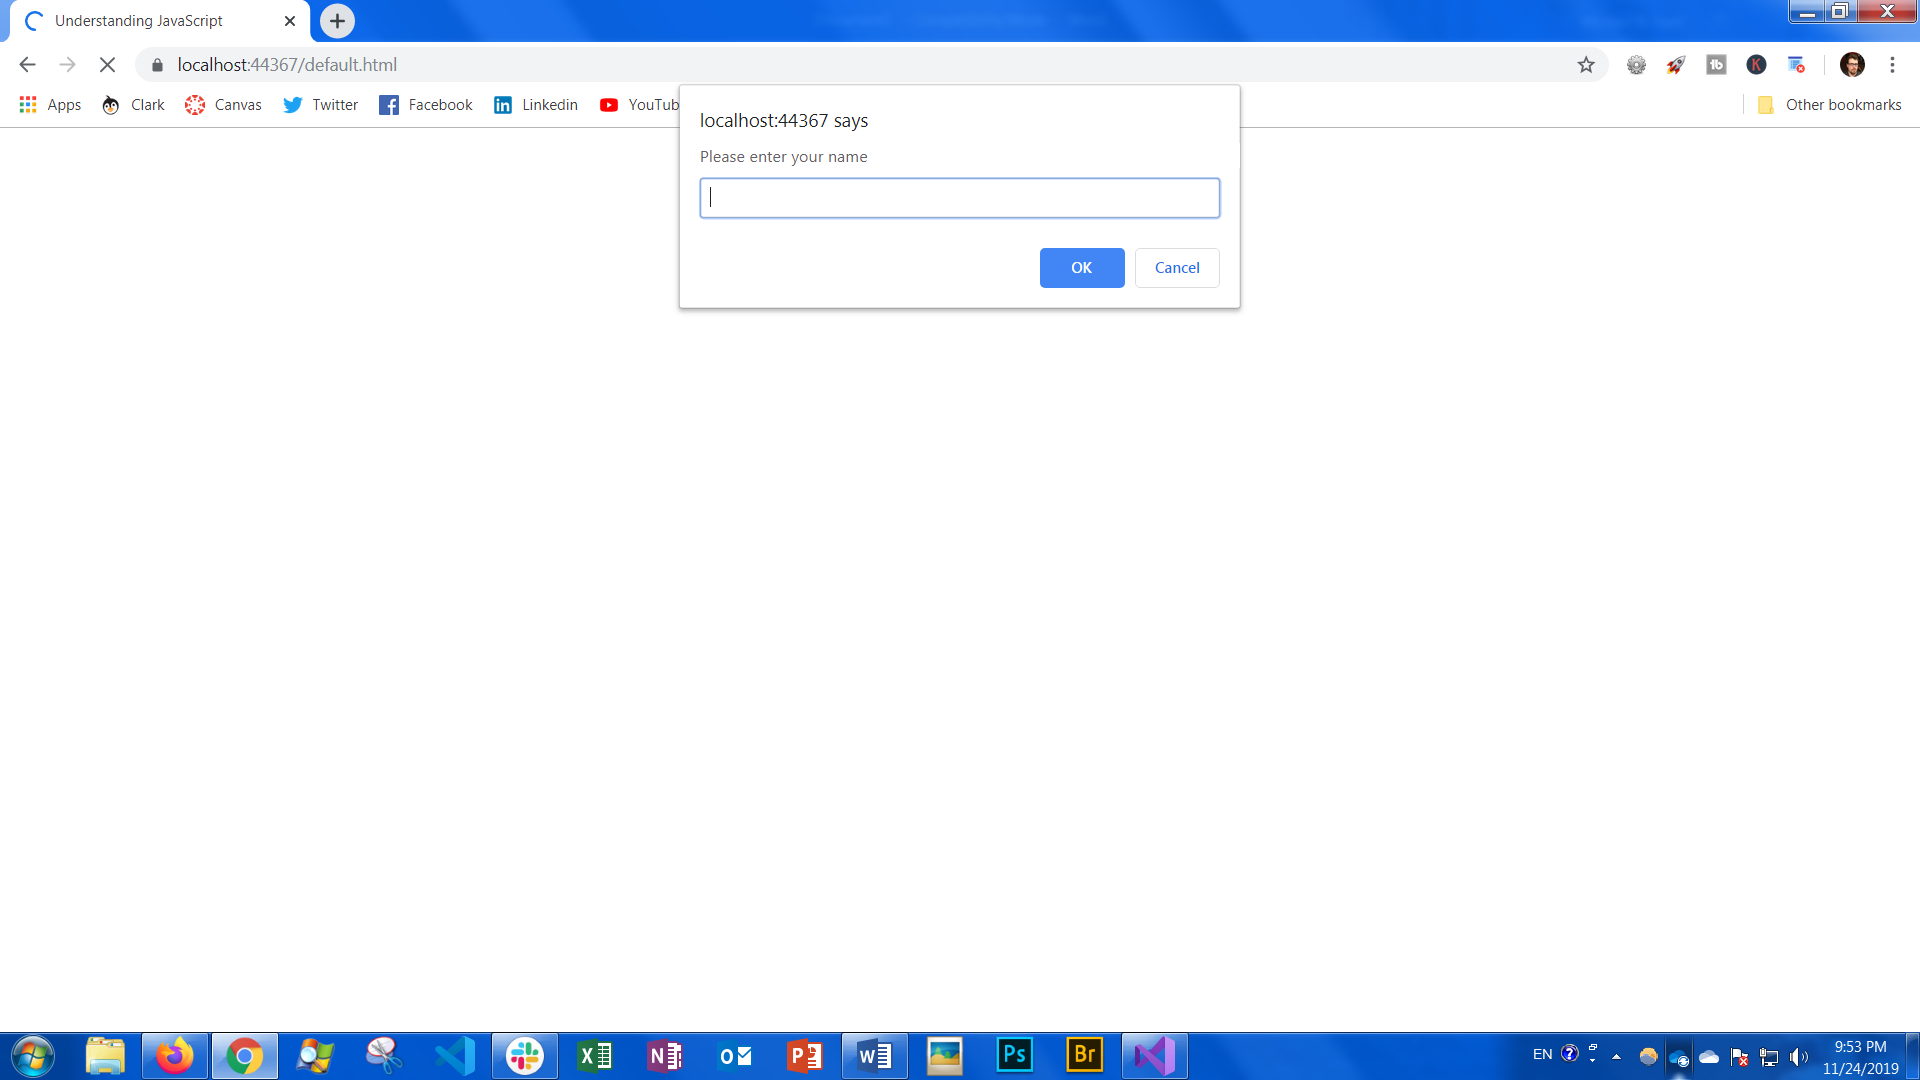 Understanding JavaScript
localhost:44367/default.html
Apps Clark Canvas Twitter Facebook Linkedin YouTub Other bookmarks
localhost:44367 says
Please enter your name
OK Cancel
EN
9:53 PM
11/24/2019